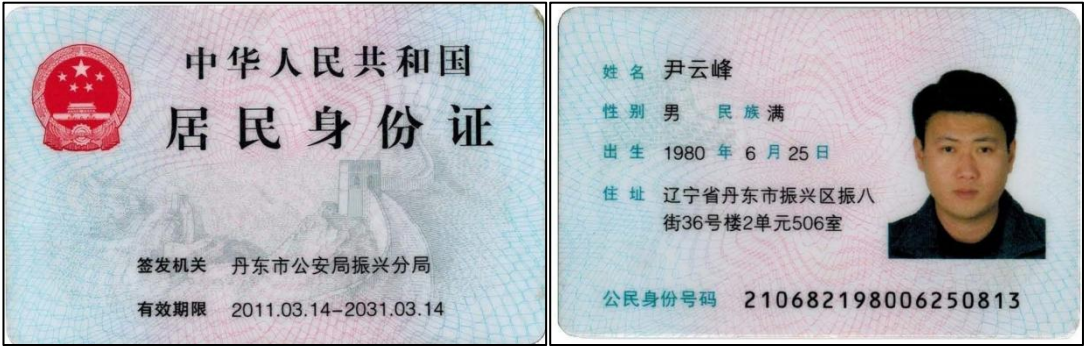 中华人民共和国
居民身份证
签发机关 丹东市公安局振兴分局
有效期限 2011.03.14-2031.03.14
姓名 尹云峰
性别 男 民族 满
出生 1980 年 6 月 25 日
住址 辽宁省丹东市振兴区振八
街36号楼2单元506室
公民身份号码 210682198006250813